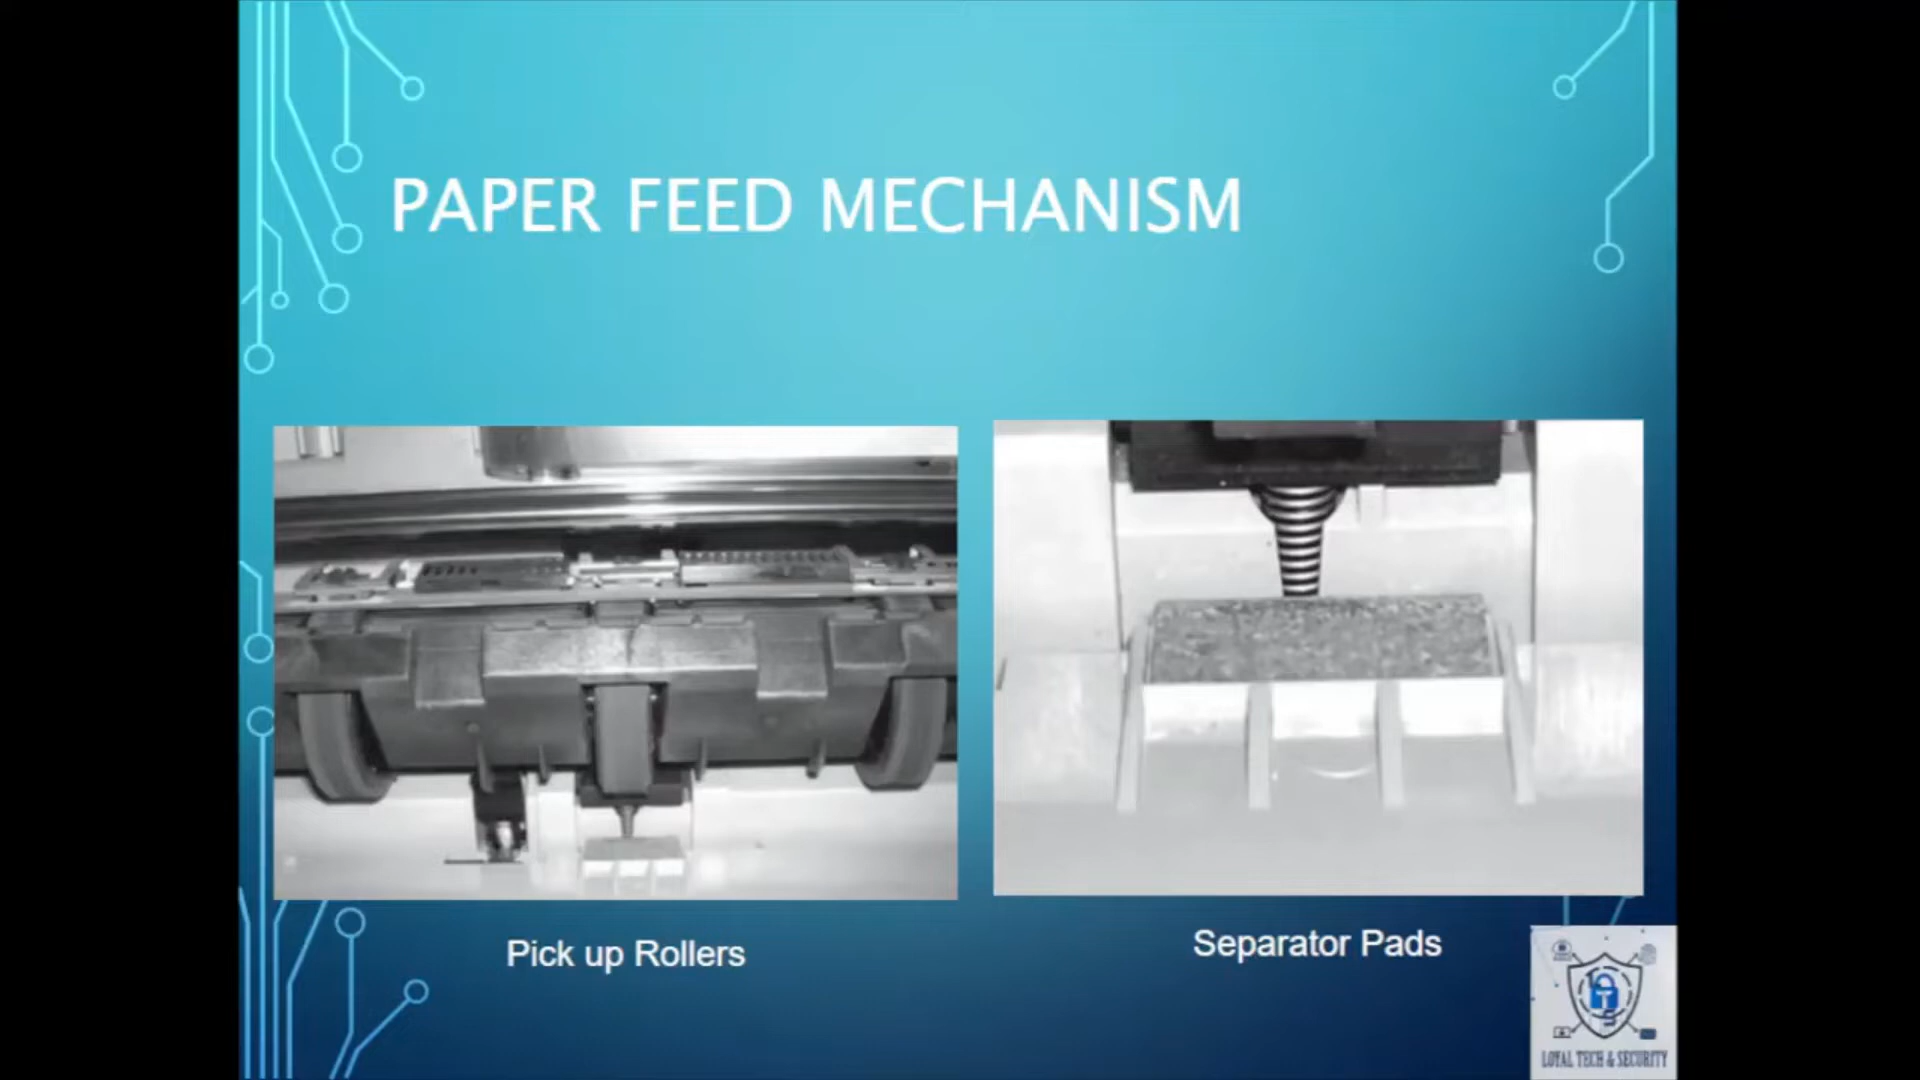 PAPER FEED MECHANISM
Pick up Rollers
Separator Pads
LOYAL TECH & SECURITY